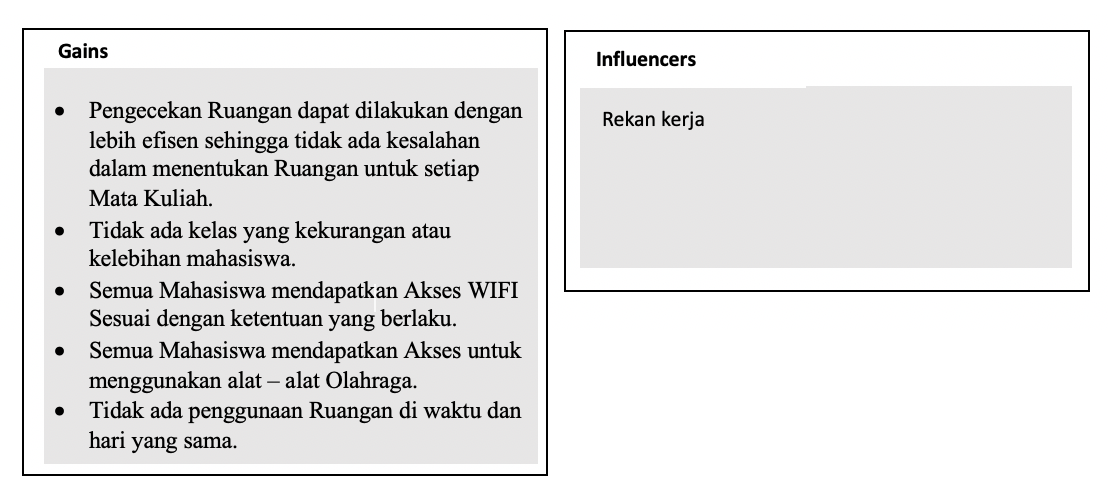 Gains
• Pengecekan Ruangan dapat dilakukan dengan
lebih efisen sehingga tidak ada kesalahan
dalam menentukan Ruangan untuk setiap
Mata Kuliah.
• Tidak ada kelas yang kekurangan atau
kelebihan mahasiswa.
• Semua Mahasiswa mendapatkan Akses WIFI
Sesuai dengan ketentuan yang berlaku.
• Semua Mahasiswa mendapatkan Akses untuk
menggunakan alat – alat Olahraga.
• Tidak ada penggunaan Ruangan di waktu dan
hari yang sama.
Influencers
Rekan kerja